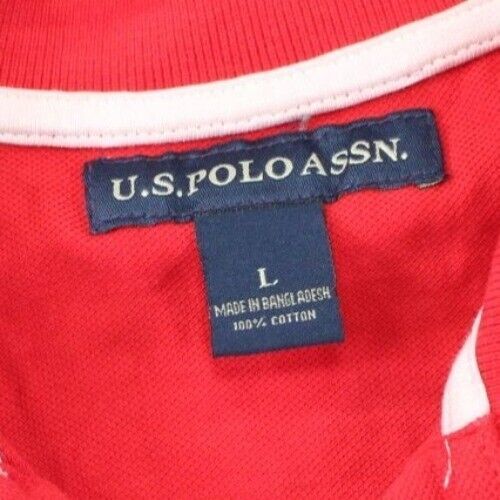 U.S. POLO ASSN.
L
MADE IN BANGLADESH
100% COTTON